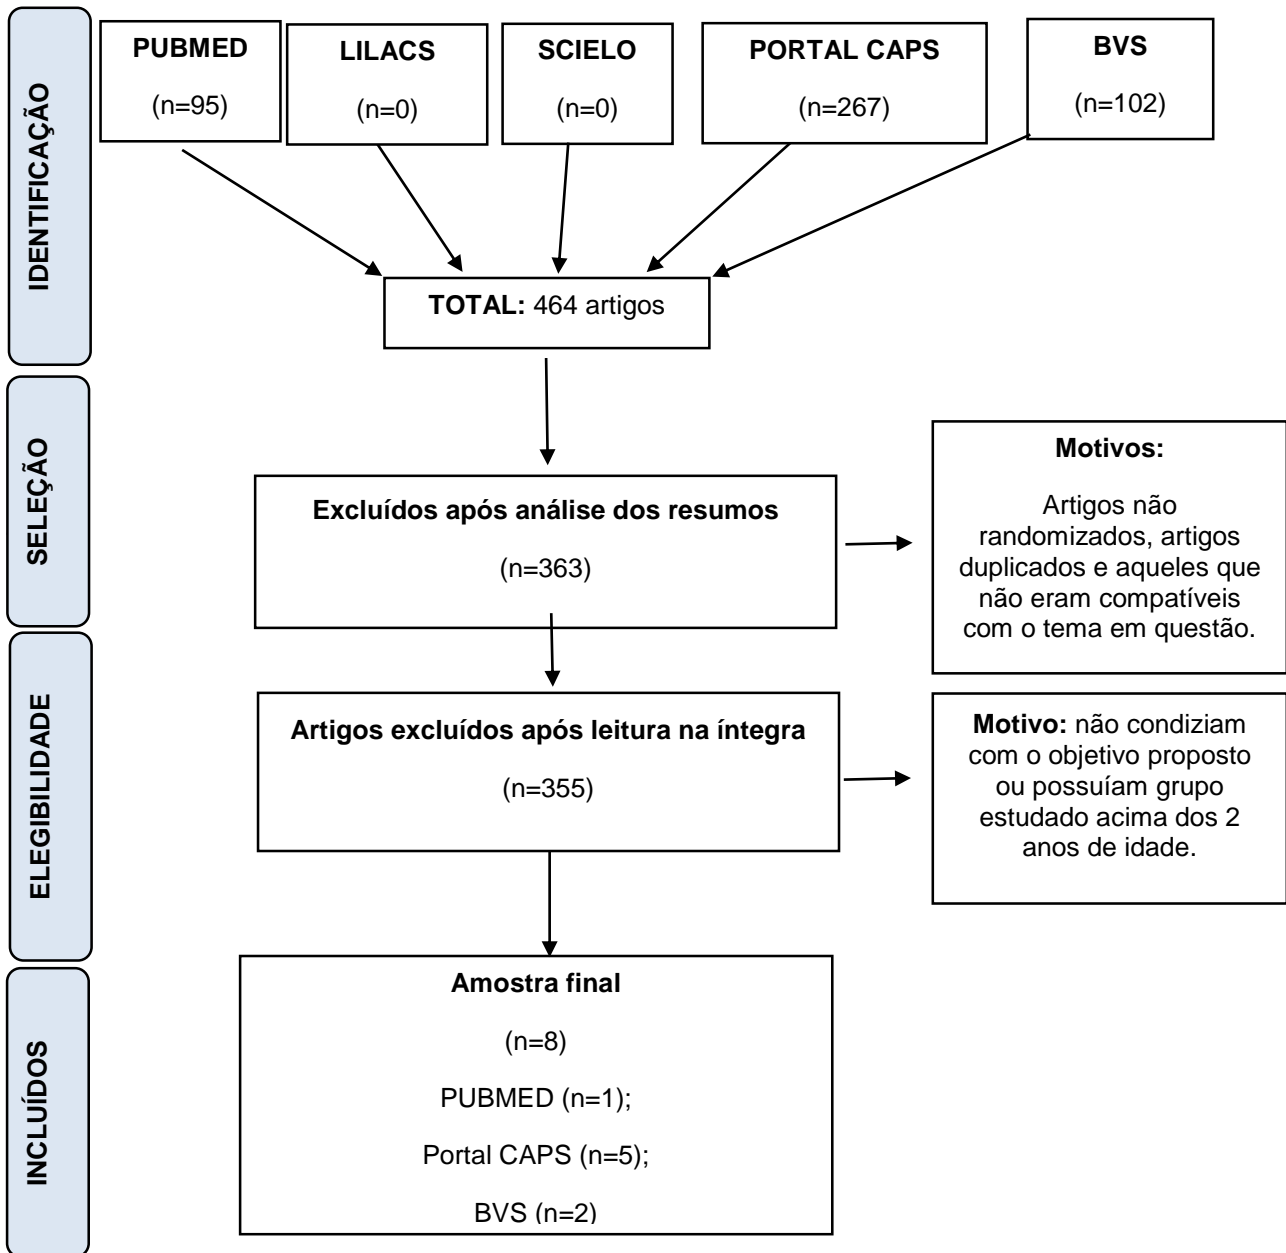 IDENTIFICAÇÃO
PUBMED
(n=95)
LILACS
(n=0)
SCIELO
(n=0)
PORTAL CAPS
(n=267)
BVS
(n=102)
TOTAL: 464 artigos
SELEÇÃO
Excluídos após análise dos resumos
(n=363)
Motivos:
Artigos não
randomizados, artigos
duplicados e aqueles que
não eram compatíveis
com o tema em questão.
ELEGIBILIDADE
Artigos excluídos após leitura na íntegra
(n=355)
Motivo: não condiziam
com o objetivo proposto
ou possuíam grupo
estudado acima dos 2
anos de idade.
INCLUÍDOS
Amostra final
(n=8)
PUBMED (n=1);
Portal CAPS (n=5);
BVS (n=2)